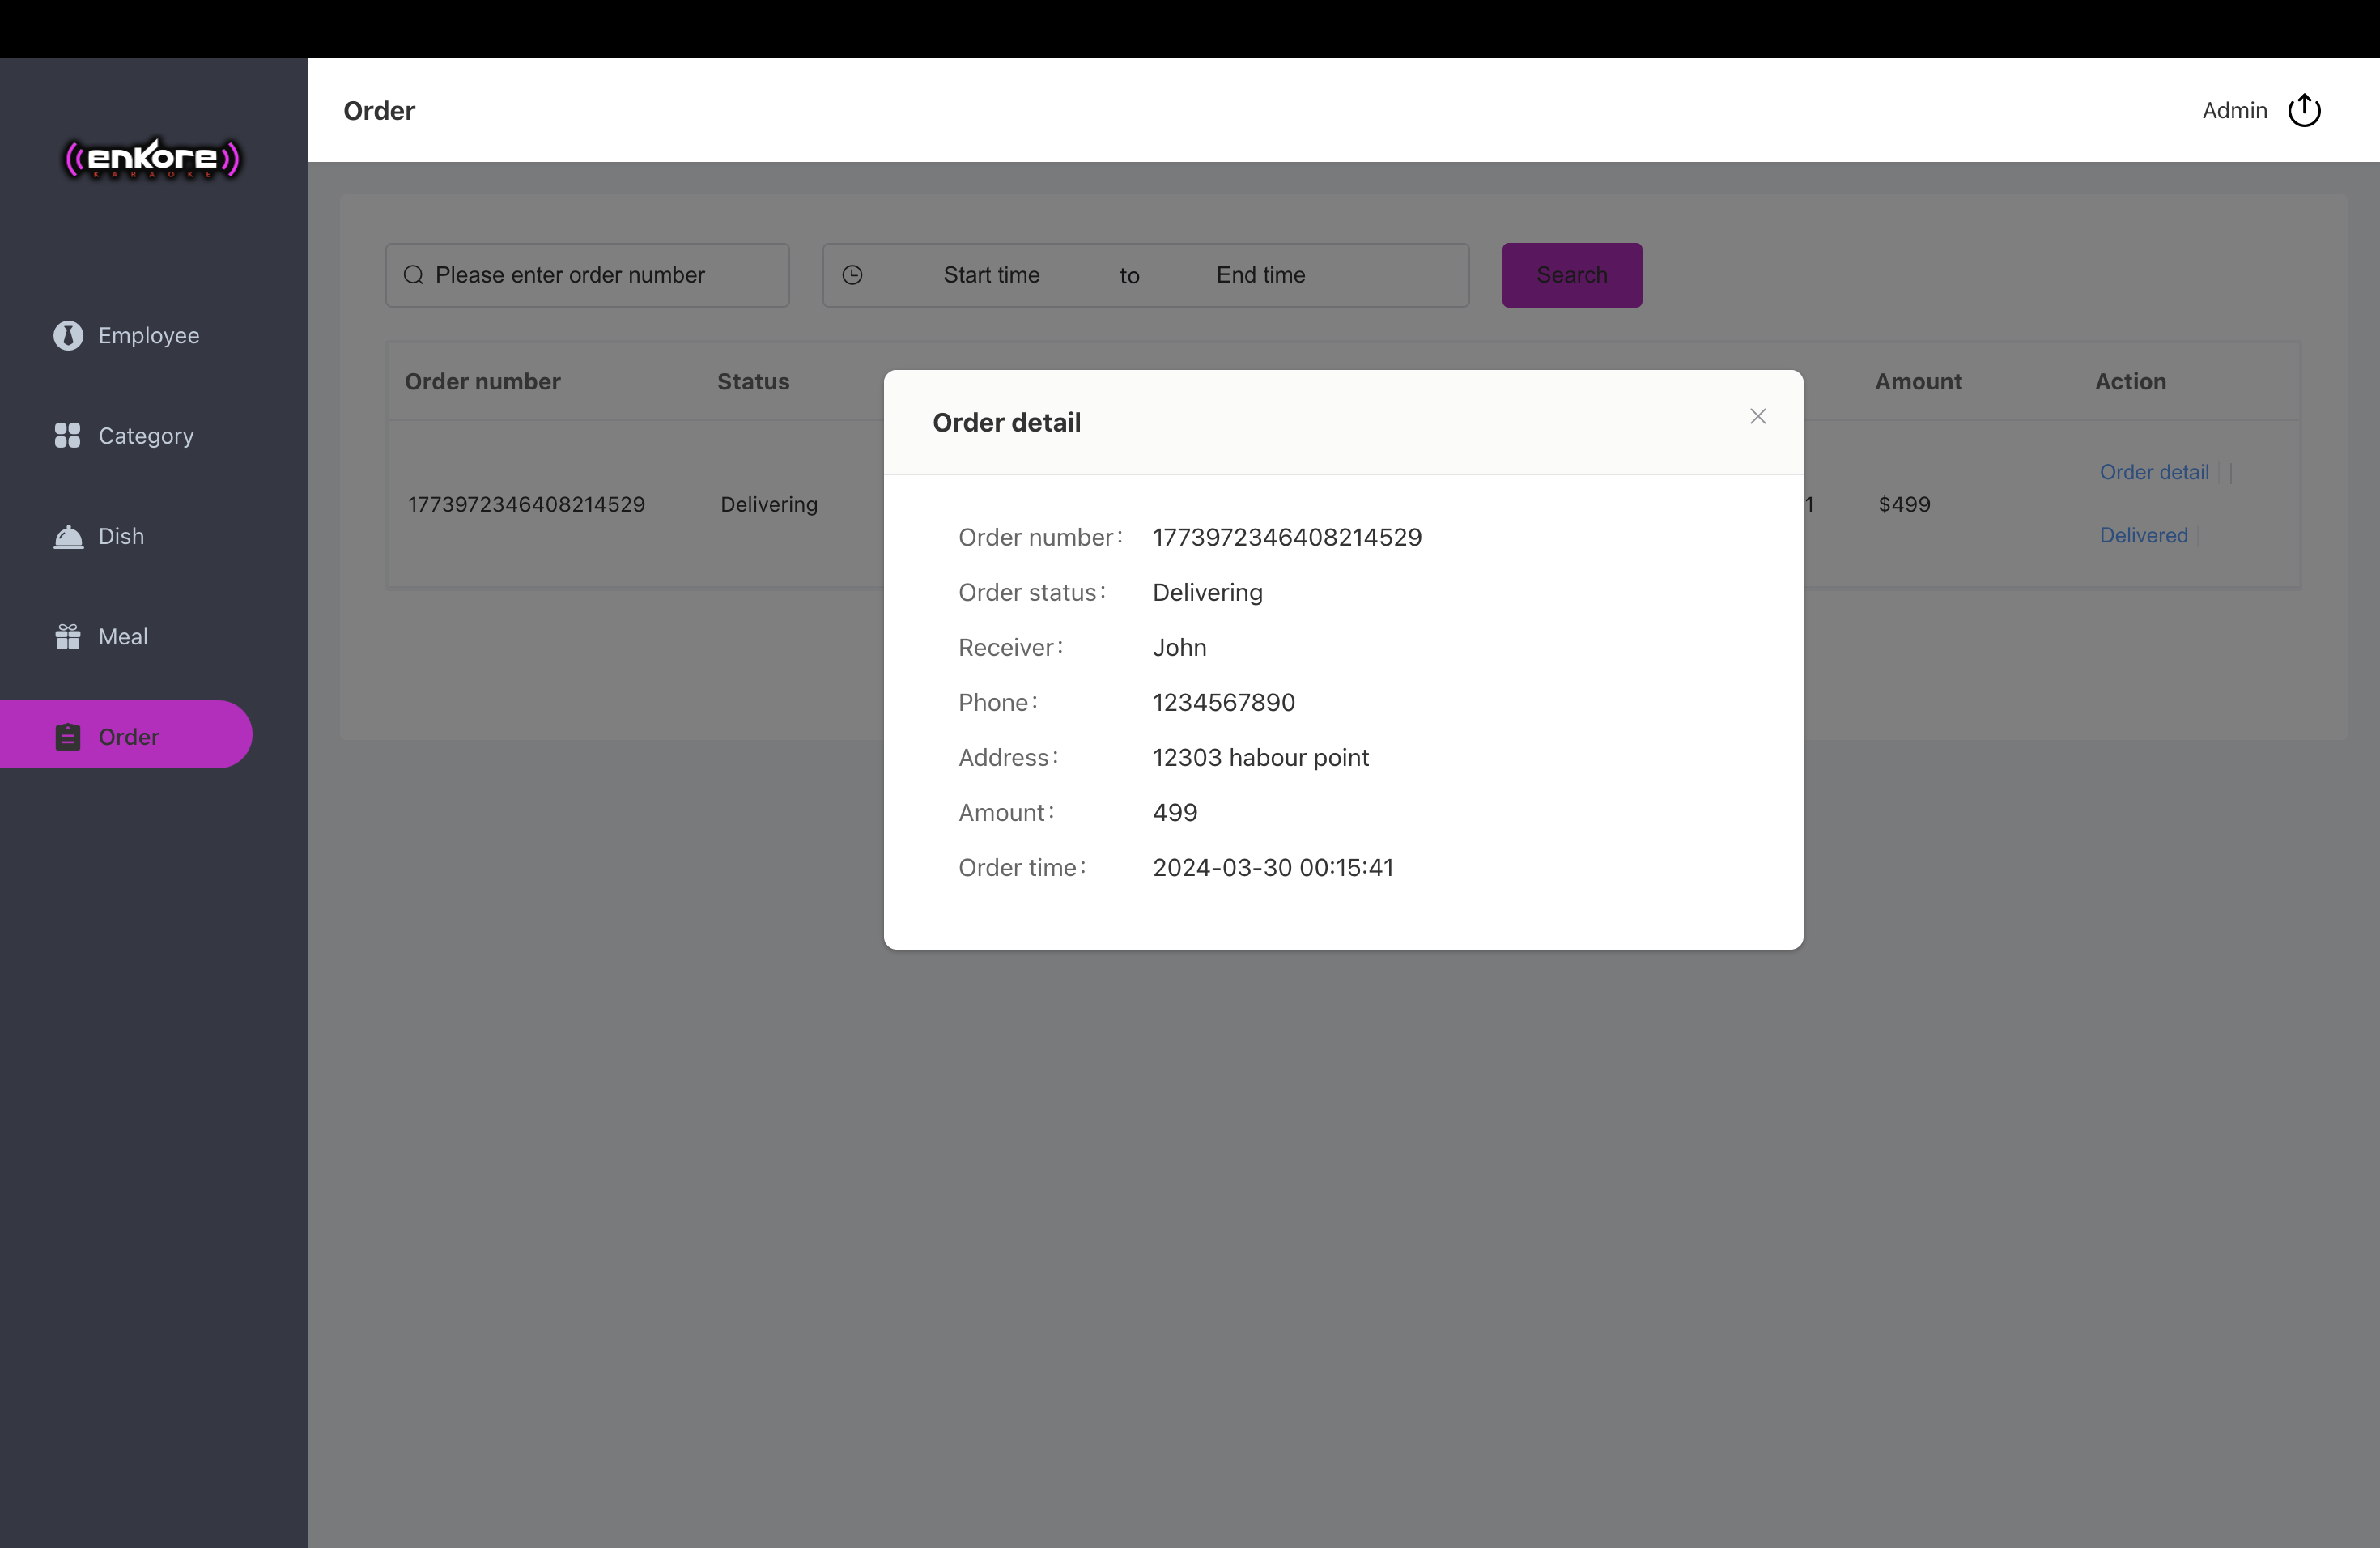 Order
Admin
enkore
KARAOKE
Employee
Category
Dish
Meal
Order
Please enter order number
Start time to End time
Search
Order number Status Amount Action
1773972346408214529 Delivering 1 $499
Order detail
Delivered
Order detail
Order number: 1773972346408214529
Order status: Delivering
Receiver: John
Phone: 1234567890
Address: 12303 habour point
Amount: 499
Order time: 2024-03-30 00:15:41